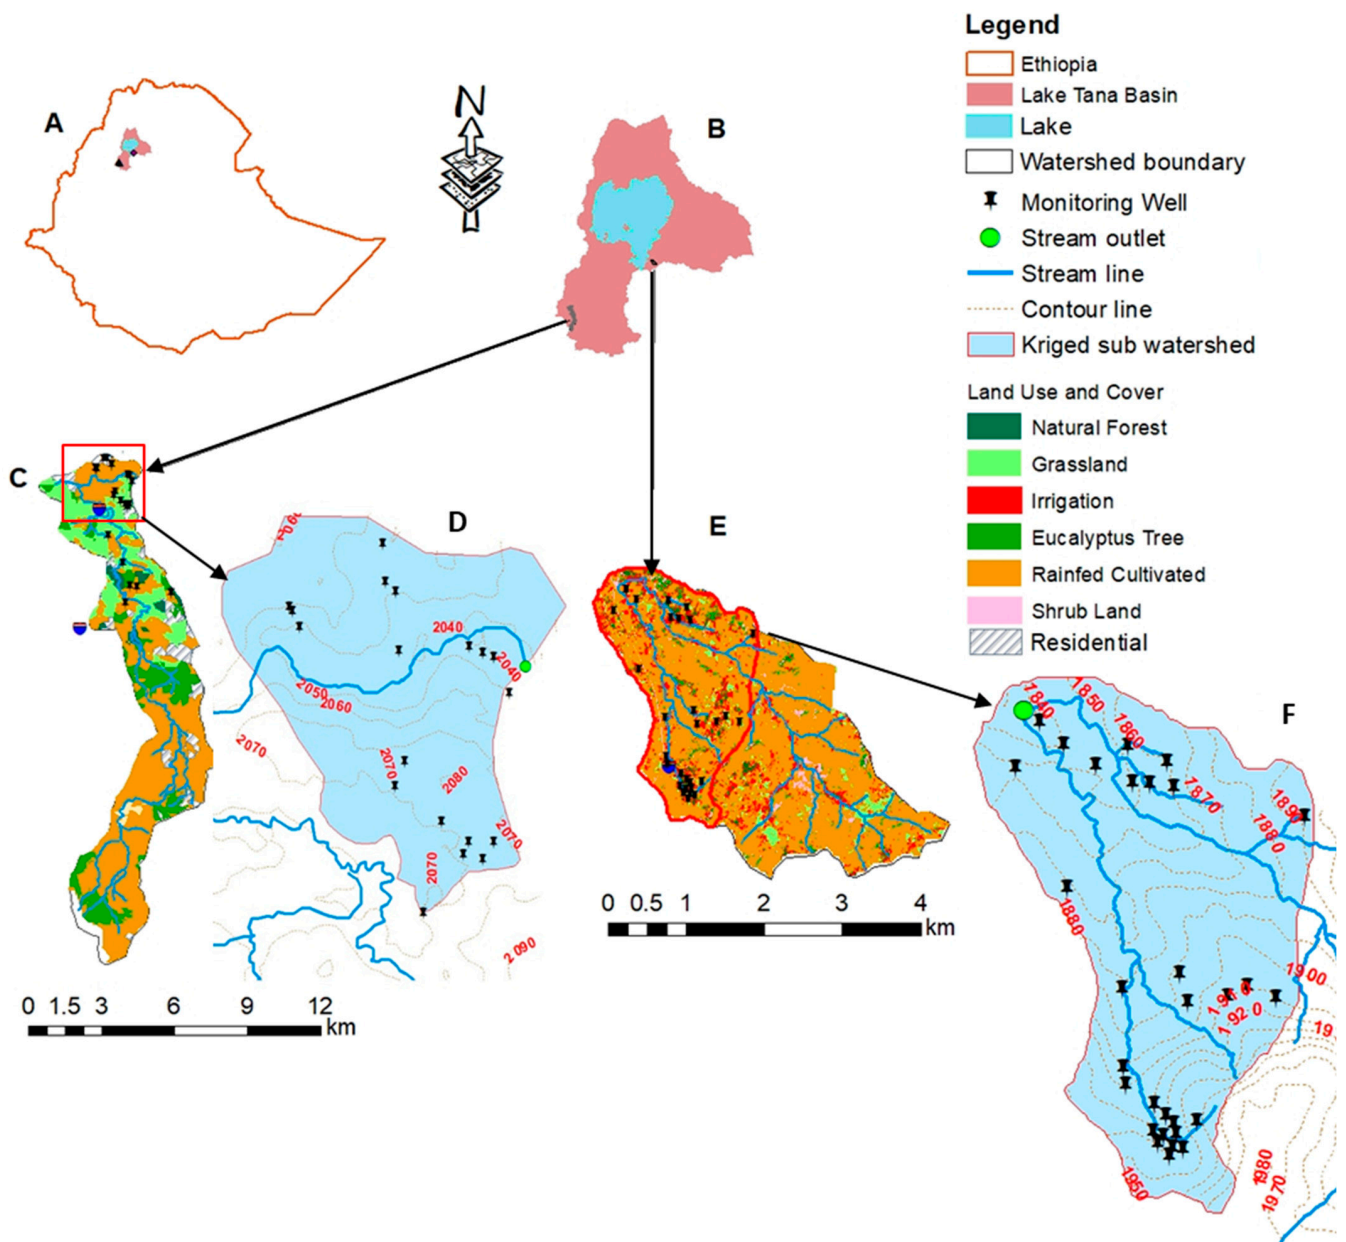 Legend
Ethiopia
Lake Tana Basin
Lake
Watershed boundary
Monitoring Well
Stream outlet
Stream line
Contour line
Kriged sub watershed
Land Use and Cover
Natural Forest
Grassland
Irrigation
Eucalyptus Tree
Rainfed Cultivated
Shrub Land
Residential
A
N
B
C
D
2040
2040
2050
2060
2070
2070
2080
2070
2070
2090
0 1.5 3 6 9 12
km
E
0 0.5 1 2 3 4
km
F
1840
1850
1860
1870
1880
1880
1900
1920
1950
1980
1970